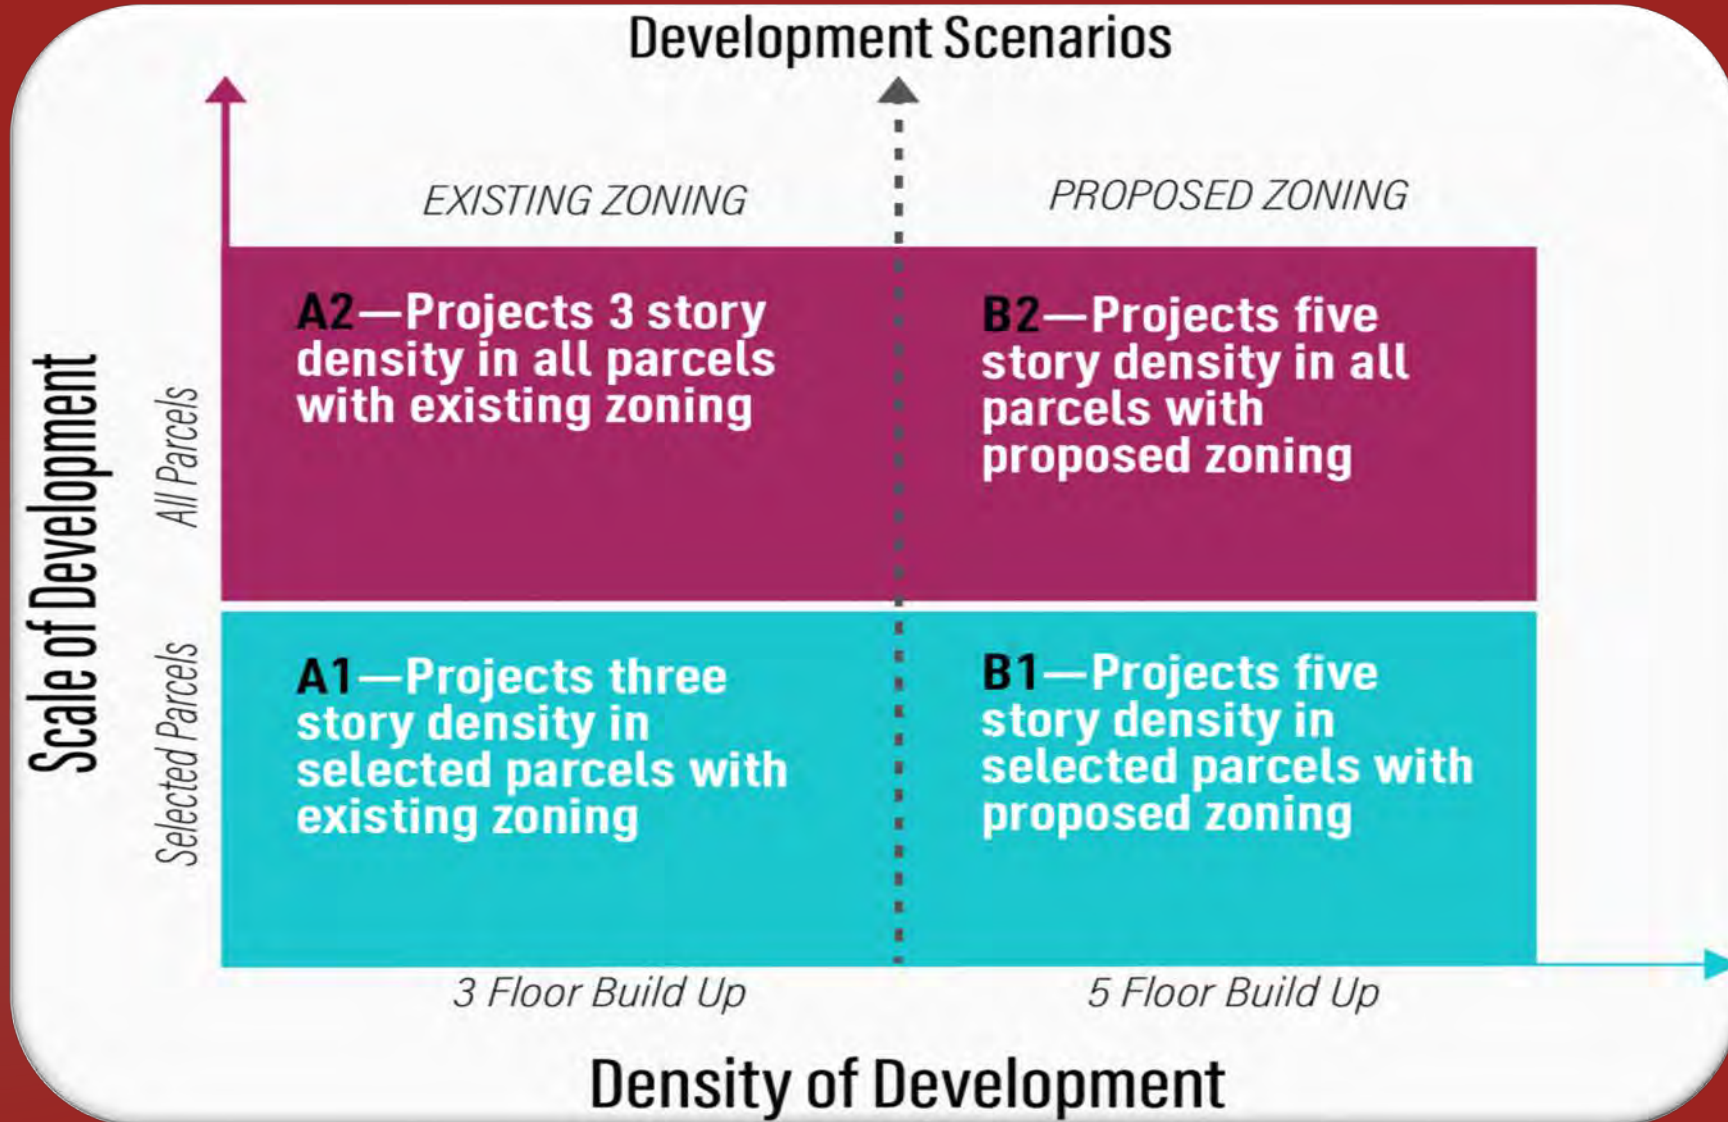 Development Scenarios
EXISTING ZONING
PROPOSED ZONING
Scale of Development
All Parcels
A2—Projects 3 story
density in all parcels
with existing zoning
B2—Projects five
story density in all
parcels with
proposed zoning
Selected Parcels
A1—Projects three
story density in
selected parcels with
existing zoning
B1—Projects five
story density in
selected parcels with
proposed zoning
3 Floor Build Up
5 Floor Build Up
Density of Development